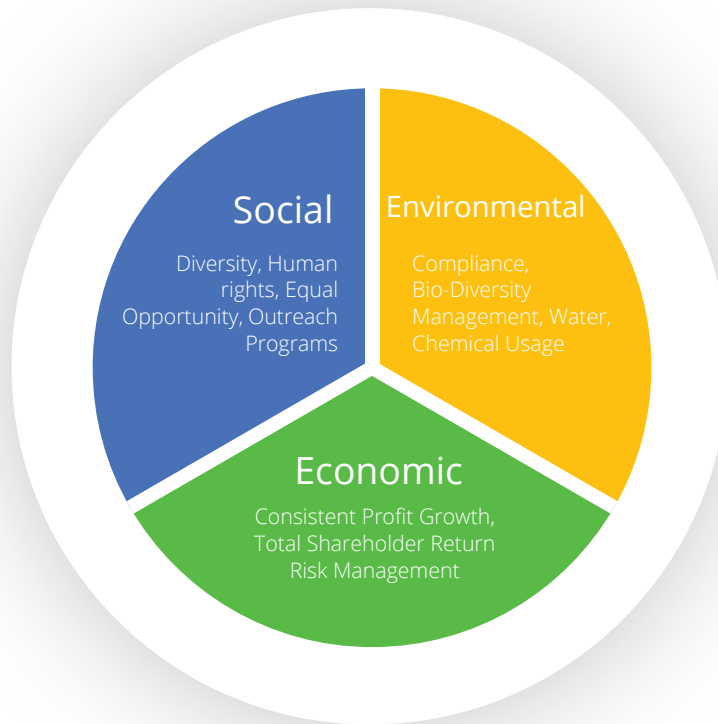 Social
Diversity, Human
rights, Equal
Opportunity, Outreach
Programs
Environmental
Compliance,
Bio-Diversity
Management, Water,
Chemical Usage
Economic
Consistent Profit Growth,
Total Shareholder Return
Risk Management